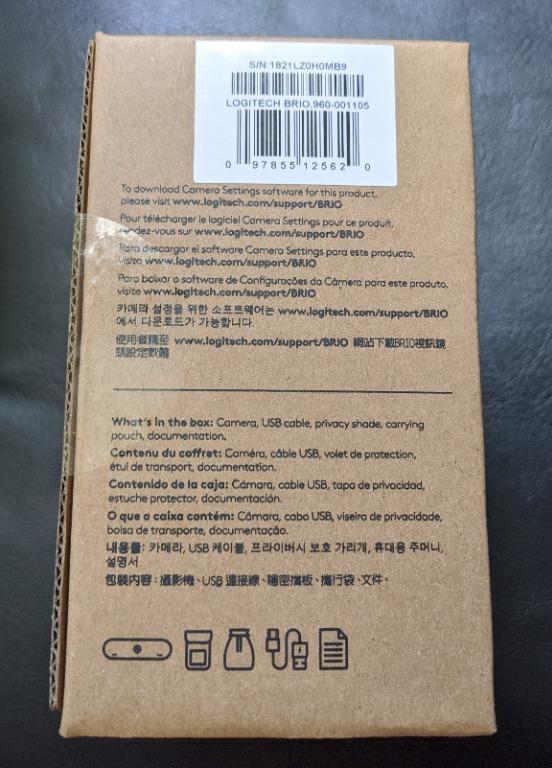 S/N:1821LZ0H0MB9
LOGITECH BRIO,960-001105
0 97855 12562 0
To download Camera Settings software for this product,
please visit www.logitech.com/support/BRIO
Pour télécharger le logiciel Camera Settings pour ce produit,
rendez-vous sur www.logitech.com/support/BRIO
Para descargar el software Camera Settings para este producto,
visita www.logitech.com/support/BRIO
Para baixar o software de Configurações da Câmera para este produto,
visite www.logitech.com/support/BRIO
카메라 설정을 위한 소프트웨어는 www.logitech.com/support/BRIO
에서 다운로드가 가능합니다.
使用者請至 www.logitech.com/support/BRIO 網站下載BRIO視訊鏡
頭設定軟體
What's in the box: Camera, USB cable, privacy shade, carrying
pouch, documentation.
Contenu du coffret: Caméra, câble USB, volet de protection,
étui de transport, documentation.
Contenido de la caja: Cámara, cable USB, tapa de privacidad,
estuche protector, documentación.
O que a caixa contém: Câmara, cabo USB, viseira de privacidade,
bolsa de transporte, documentação.
내용물: 카메라, USB 케이블, 프라이버시 보호 가리개, 휴대용 주머니,
설명서
包裝內容：攝影機、USB 連接線、隱密擋板、攜行袋、文件。